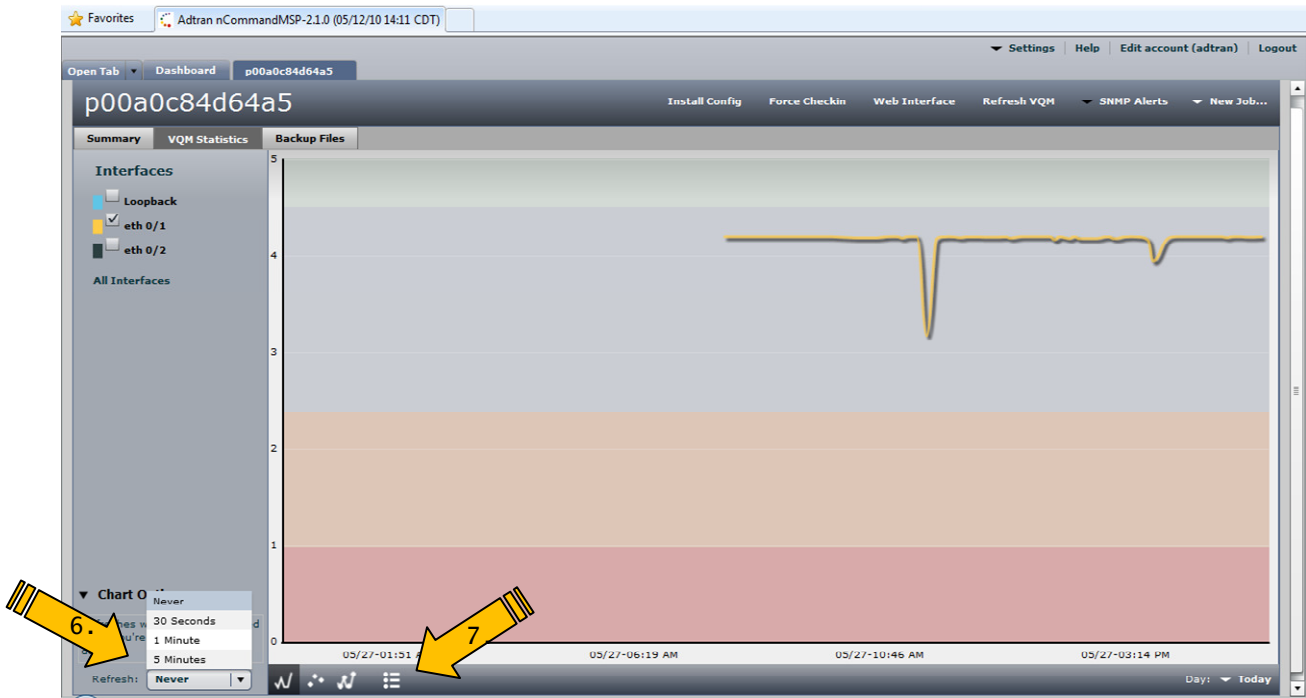 Favorites
Adtran nCommandMSP-2.1.0 (05/12/10 14:11 CDT)
Settings Help Edit account (adtran) Logout
Open Tab Dashboard p00a0c84d64a5
p00a0c84d64a5
Install Config Force Checkin Web Interface Refresh VQM SNMP Alerts New Job...
Summary VQM Statistics Backup Files
Interfaces
Loopback
eth 0/1
eth 0/2
All Interfaces
5
4
3
2
1
0
Chart
Never
30 Seconds
1 Minute
5 Minutes
Refresh: Never
6.
7.
05/27-01:51
05/27-06:19 AM
05/27-10:46 AM
05/27-03:14 PM
Day: Today